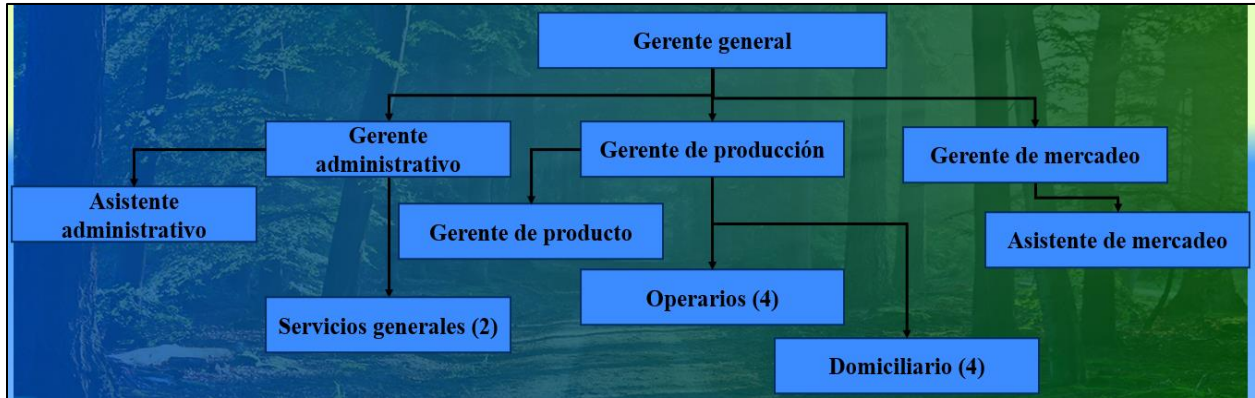 Gerente general
Gerente
administrativo
Gerente de producción
Gerente de mercadeo
Asistente
administrativo
Gerente de producto
Asistente de mercadeo
Servicios generales (2)
Operarios (4)
Domiciliario (4)